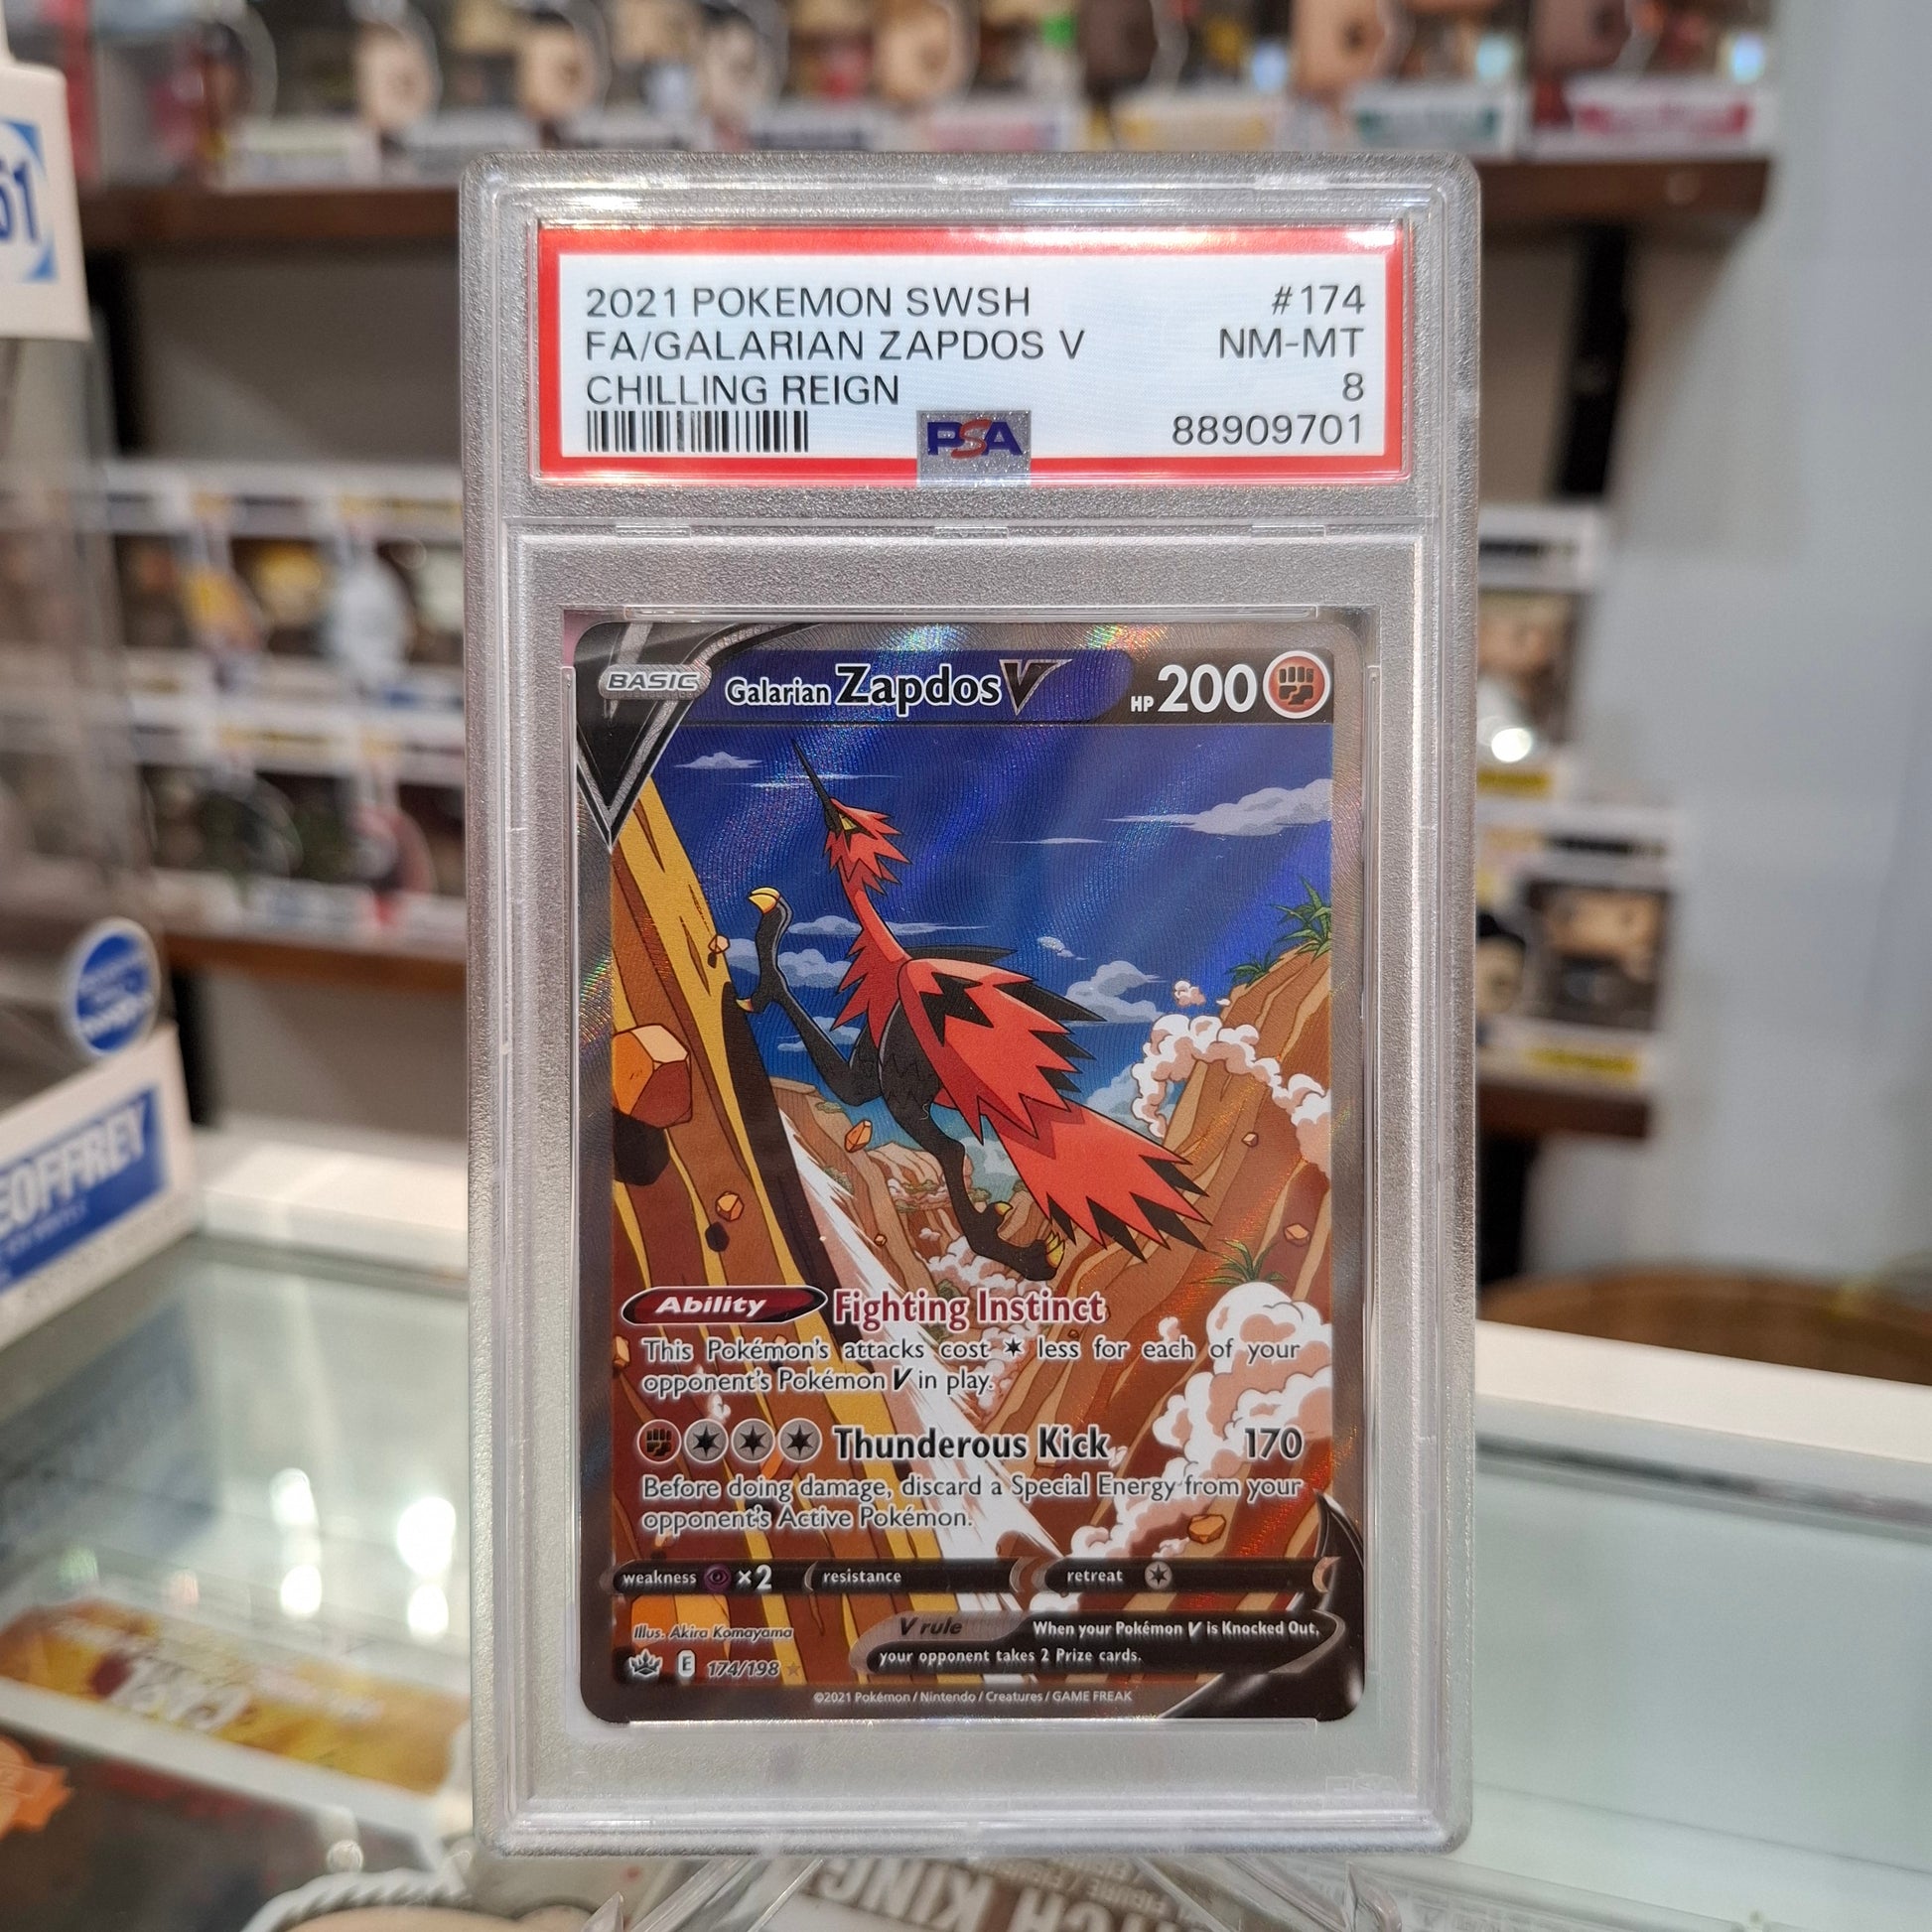 2021 POKEMON SWSH #174
FA/GALARIAN ZAPDOS V NM-MT
CHILLING REIGN 8
PSA 88909701
BASIC Galarian Zapdos V HP 200
Ability Fighting Instinct
This Pokémon's attacks cost less for each of your
opponent's Pokémon V in play.
Thunderous Kick 170
Before doing damage, discard a Special Energy from your
opponent's Active Pokémon.
weakness ×2 resistance retreat
Illus. Akira Komayama
V rule When your Pokémon V is Knocked Out,
your opponent takes 2 Prize cards.
E 174/198
©2021 Pokémon / Nintendo / Creatures / GAME FREAK
EOFFREY
51